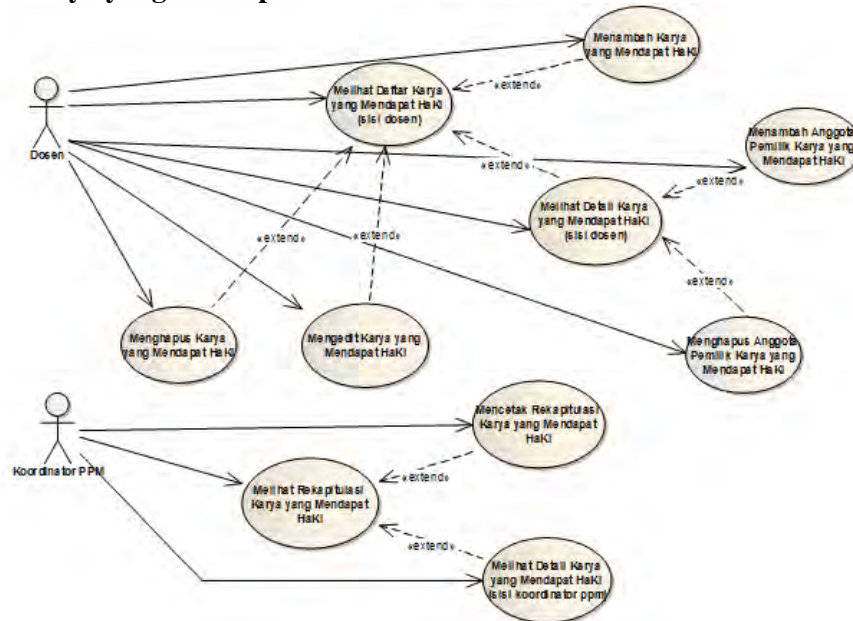 Menambah Karya
yang Mendapat HaKI
Melihat Daftar Karya
yang Mendapat HaKI
(sisi dosen)
«extend»
Dosen
Menambah Anggota
Pemilik Karya yang
Mendapat HaKI
«extend»
«extend»
Melihat Detail Karya
yang Mendapat HaKI
(sisi dosen)
«extend»
«extend»
«extend»
Menghapus Karya
yang Mendapat HaKI
Mengedit Karya yang
Mendapat HaKI
Menghapus Anggota
Pemilik Karya yang
Mendapat HaKI
Mencetak Rekapitulasi
Karya yang Mendapat
HaKI
Koordinator PPM
«extend»
Melihat Rekapitulasi
Karya yang Mendapat
HaKI
«extend»
Melihat Detail Karya
yang Mendapat HaKI
(sisi koordinator ppm)